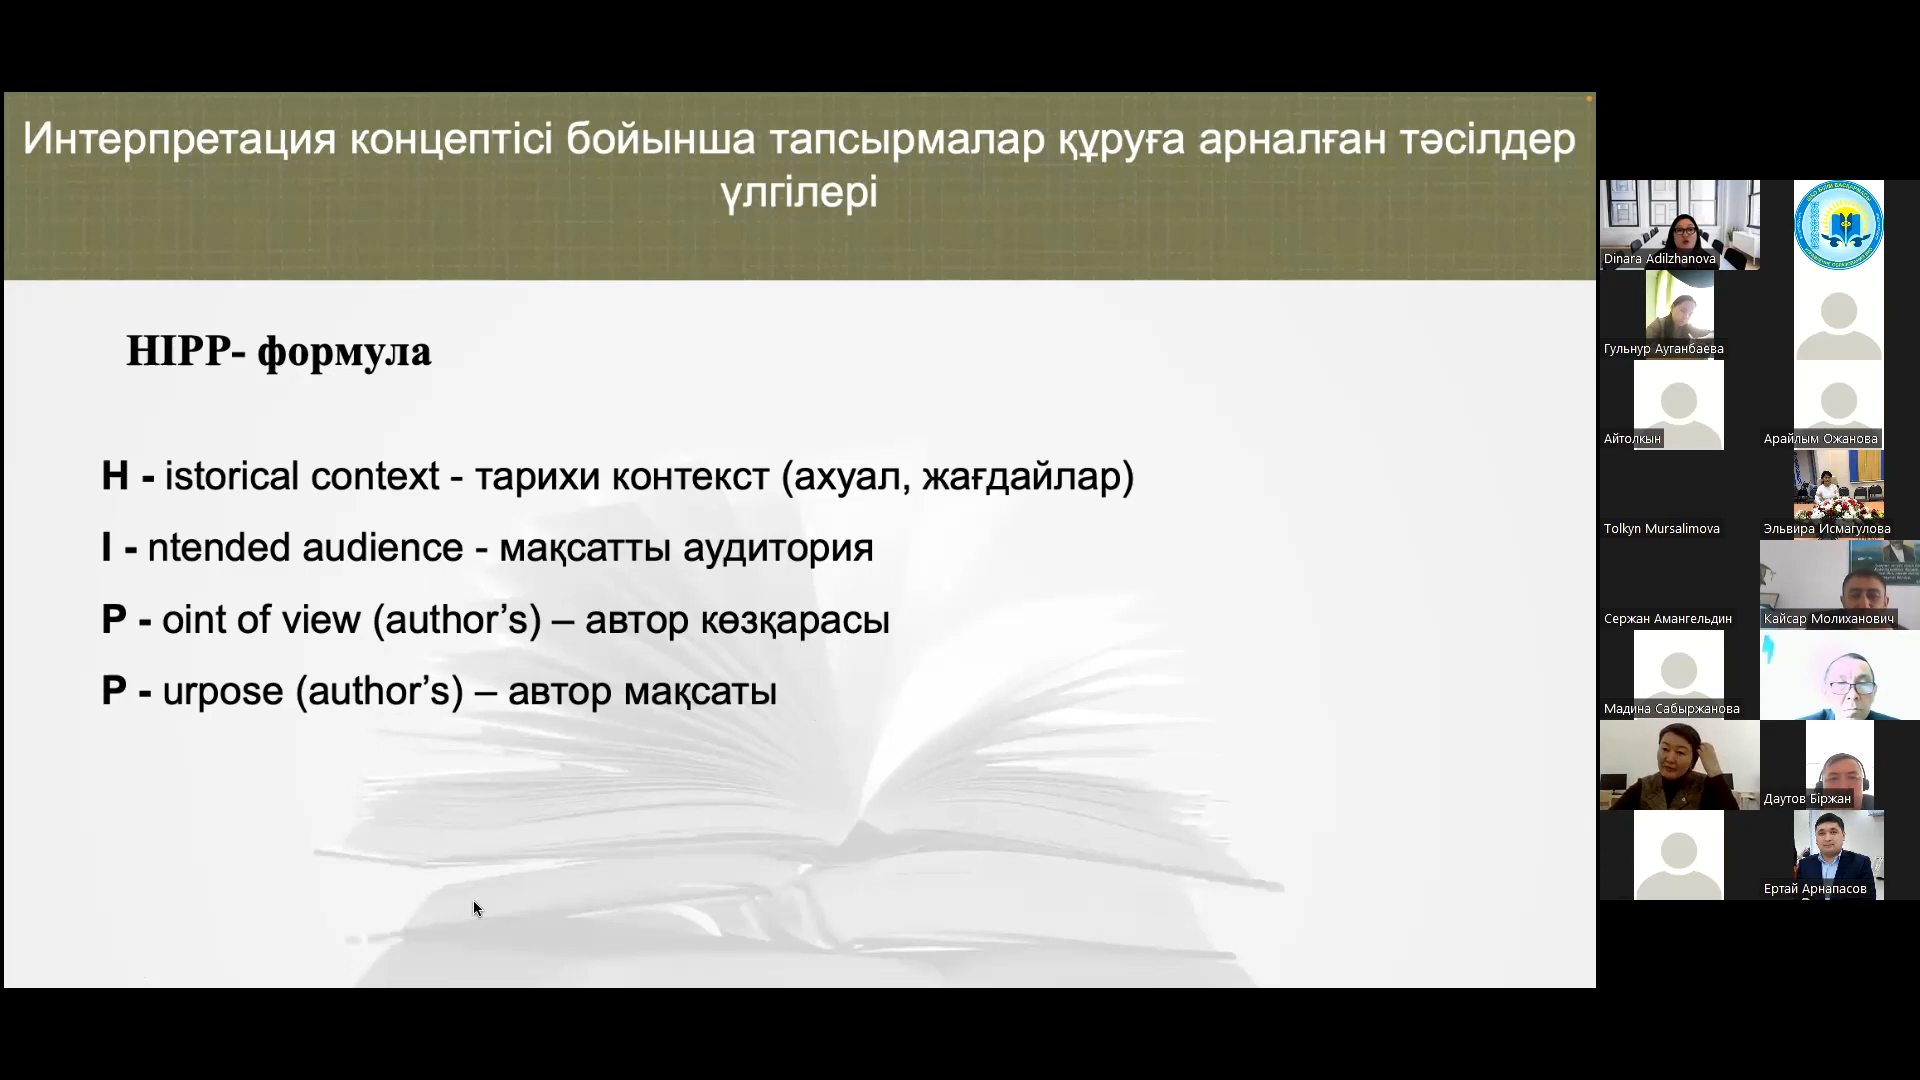 Интерпретация концептісі бойынша тапсырмалар құруға арналған тәсілдер
үлгілері
HIPP- формула
H - istorical context - тарихи контекст (ахуал, жағдайлар)
I - ntended audience - мақсатты аудитория
P - oint of view (author’s) – автор көзқарасы
P - urpose (author’s) – автор мақсаты
Dinara Adilzhanova
Гульнур Ауганбаева
Айтолкын
Арайлым Ожанова
Tolkyn Mursalimova
Эльвира Исмагулова
Сержан Амангельдин
Кайсар Молиханович
Мадина Сабыржанова
Даутов Біржан
Ертай Арнапасов